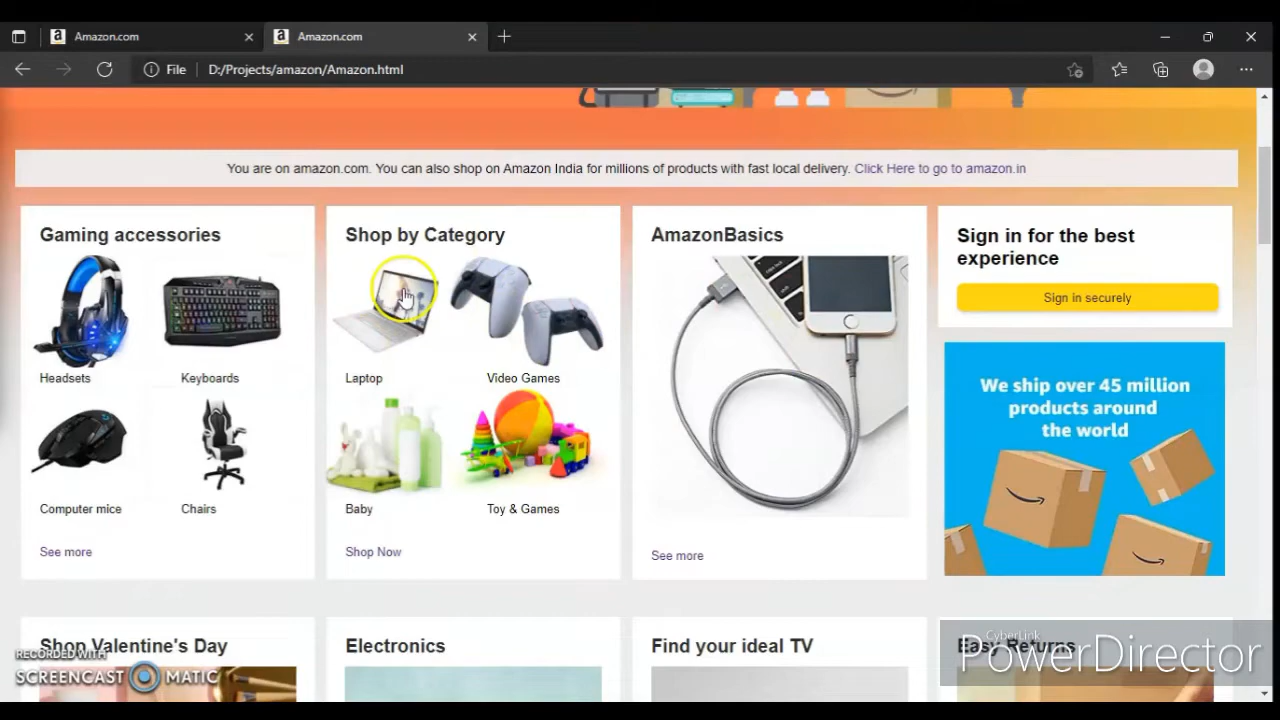 Amazon.com
Amazon.com
File
D:/Projects/amazon/Amazon.html
You are on amazon.com. You can also shop on Amazon India for millions of products with fast local delivery. Click Here to go to amazon.in
Gaming accessories
Headsets
Keyboards
Computer mice
Chairs
See more
Shop by Category
Laptop
Video Games
Baby
Toy & Games
Shop Now
AmazonBasics
See more
Sign in for the best
experience
Sign in securely
We ship over 45 million
products around
the world
Shop Valentine's Day
Electronics
Find your ideal TV
Easy Returns
RECORDED WITH
SCREENCAST MATIC
CyberLink
PowerDirector